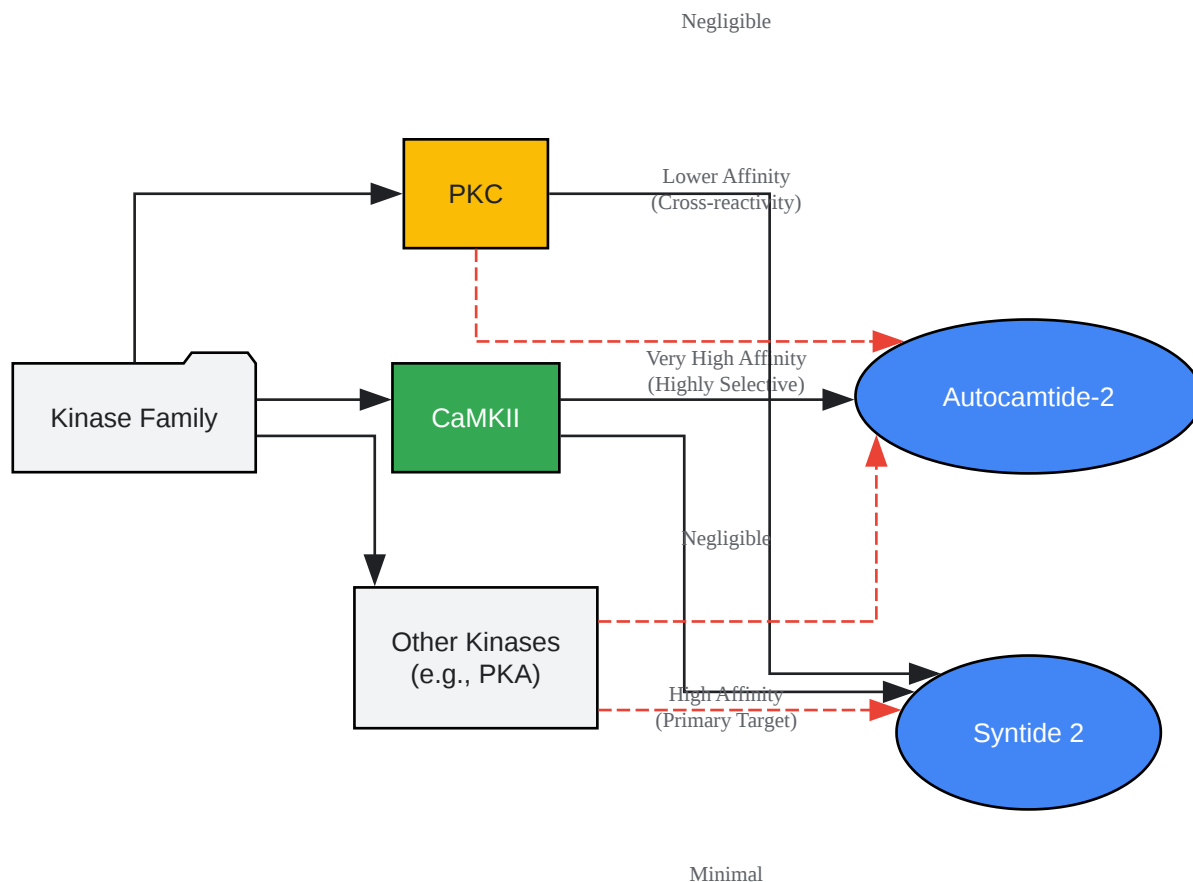 Negligible
PKC
Lower Affinity
(Cross-reactivity)
Very High Affinity
(Highly Selective)
Autocamtide-2
Kinase Family
CaMKII
Negligible
Other Kinases
(e.g., PKA)
High Affinity
(Primary Target)
Syntide 2
Minimal